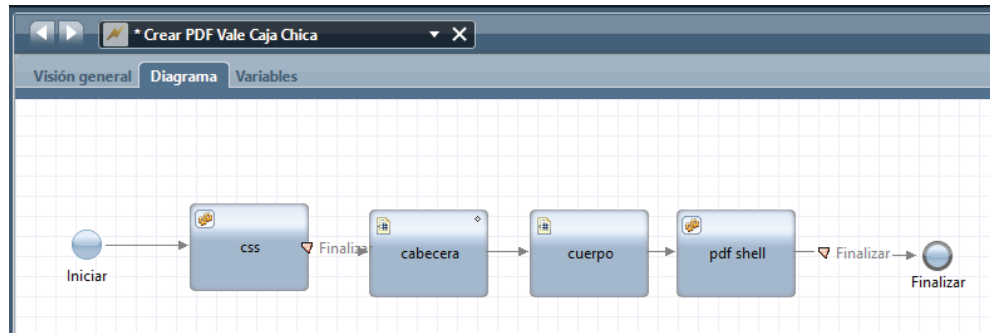 * Crear PDF Vale Caja Chica
Visión general Diagrama Variables
css
Finalizar
cabecera
cuerpo
pdf shell
Finalizar
Iniciar
Finalizar